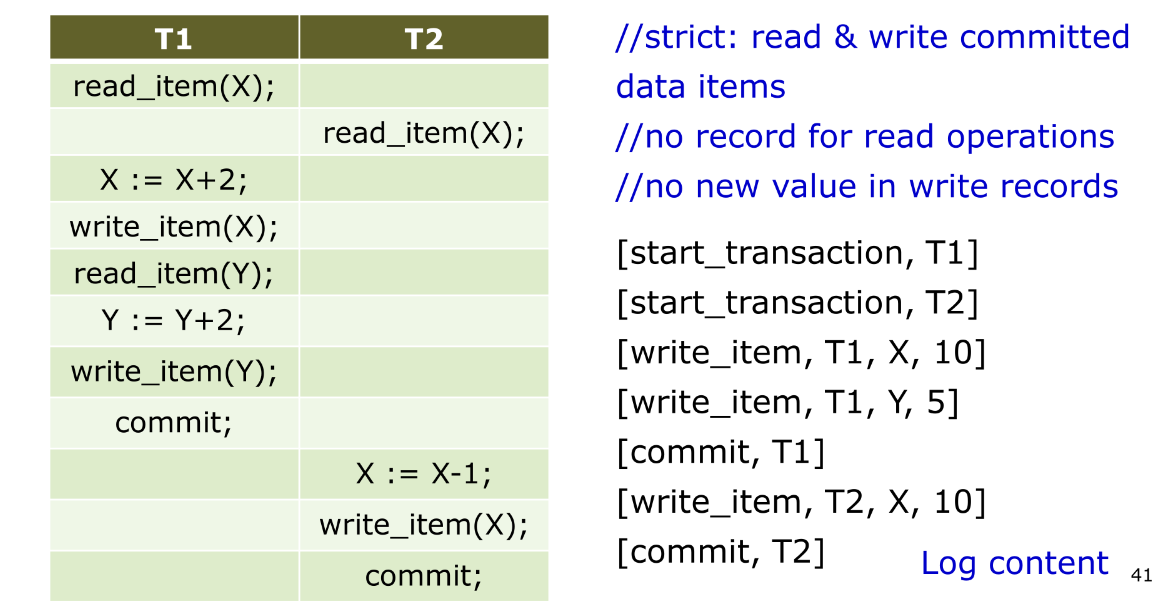 T1 T2
read_item(X);
read_item(X);
X := X+2;
write_item(X);
read_item(Y);
Y := Y+2;
write_item(Y);
commit;
X := X-1;
write_item(X);
commit;
//strict: read & write committed
data items
//no record for read operations
//no new value in write records
[start_transaction, T1]
[start_transaction, T2]
[write_item, T1, X, 10]
[write_item, T1, Y, 5]
[commit, T1]
[write_item, T2, X, 10]
[commit, T2]
Log content
41